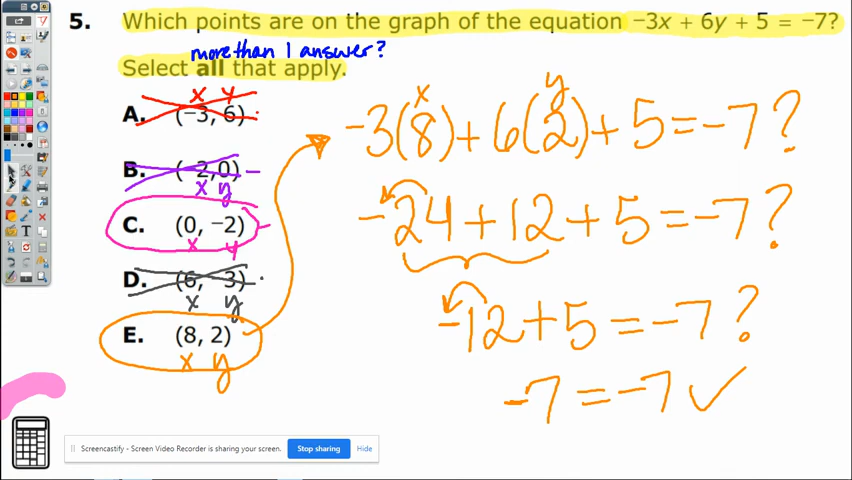 5. Which points are on the graph of the equation −3x + 6y + 5 = −7?
more than 1 answer?
Select all that apply.
x y
A. (−3, 6)
B. (−2,0)
x y
C. (0, −2)
x y
D. (6, 3)
x y
E. (8, 2)
x y
x y
-3(8)+6(2)+5=-7?
-24+12+5=-7?
-12+5=-7?
-7=-7✓
Screencastify - Screen Video Recorder is sharing your screen. Stop sharing Hide